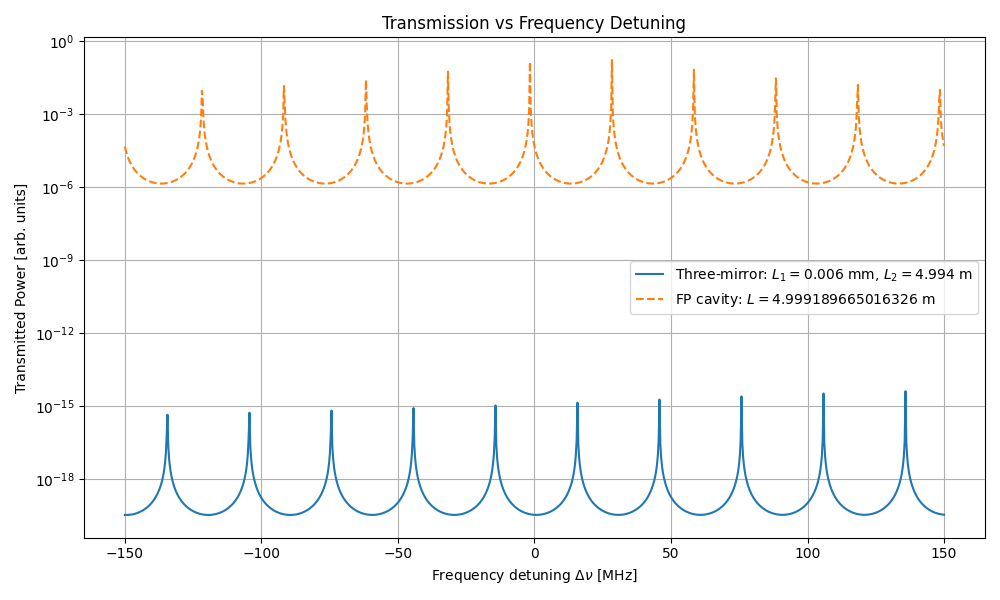 Transmission vs Frequency Detuning
Transmitted Power [arb. units]
10⁰
10⁻³
10⁻⁶
10⁻⁹
10⁻¹²
10⁻¹⁵
10⁻¹⁸
Three-mirror: L₁ = 0.006 mm, L₂ = 4.994 m
FP cavity: L = 4.999189665016326 m
−150 −100 −50 0 50 100 150
Frequency detuning Δν [MHz]